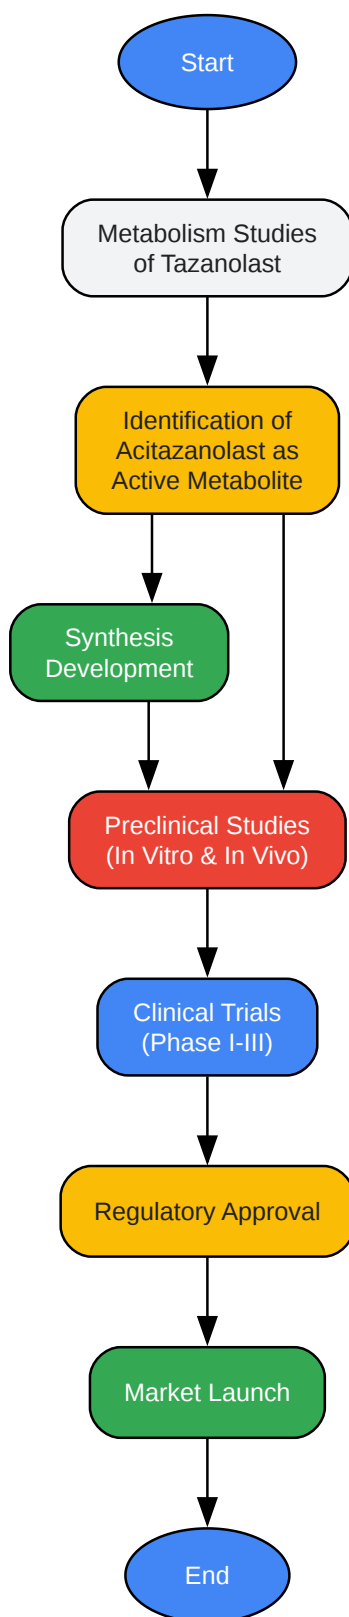 Start
Metabolism Studies
of Tazanolast
Identification of
Acitazanolast as
Active Metabolite
Synthesis
Development
Preclinical Studies
(In Vitro & In Vivo)
Clinical Trials
(Phase I-III)
Regulatory Approval
Market Launch
End